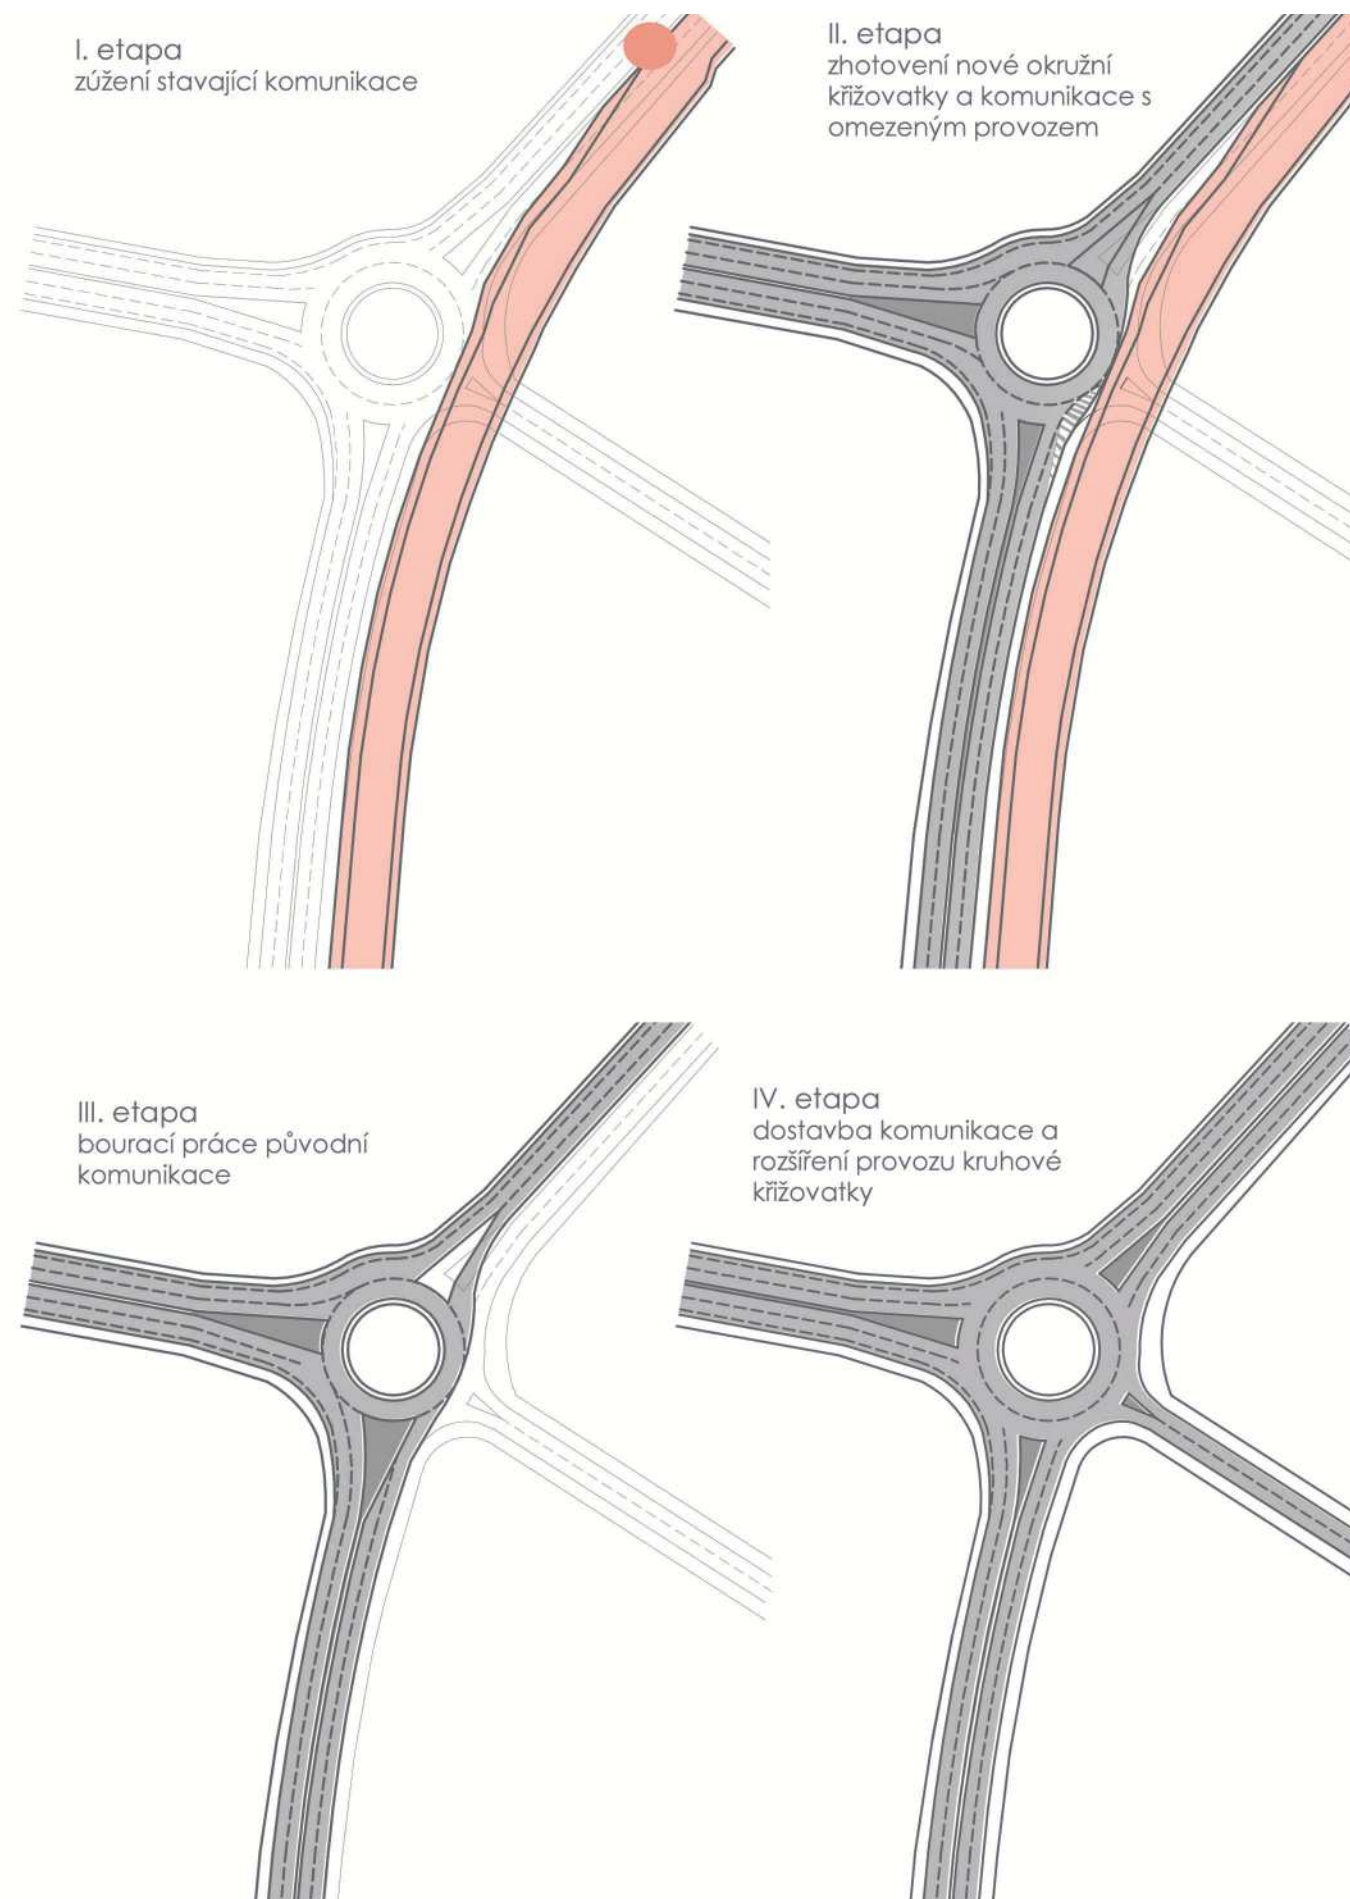 I. etapa
zúžení stavající komunikace
II. etapa
zhotovení nové okružní
křižovatky a komunikace s
omezeným provozem
III. etapa
bourací práce původní
komunikace
IV. etapa
dostavba komunikace a
rozšíření provozu kruhové
křižovatky